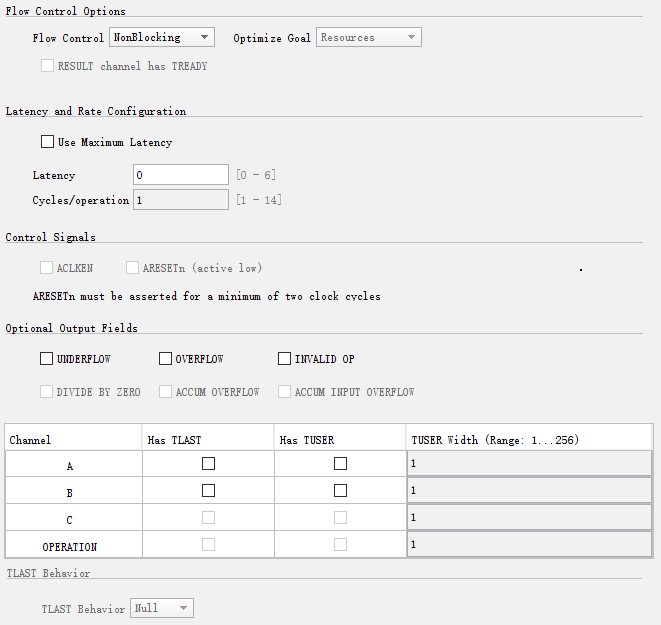 Flow Control Options
Flow Control NonBlocking Optimize Goal Resources
RESULT channel has TREADY
Latency and Rate Configuration
Use Maximum Latency
Latency 0 [0 - 6]
Cycles/operation 1 [1 - 14]
Control Signals
ACLKEN ARESETn (active low)
ARESETn must be asserted for a minimum of two clock cycles
Optional Output Fields
UNDERFLOW OVERFLOW INVALID OP
DIVIDE BY ZERO ACCUM OVERFLOW ACCUM INPUT OVERFLOW
Channel Has TLAST Has TUSER TUSER Width (Range: 1...256)
A 1
B 1
C 1
OPERATION 1
TLAST Behavior
TLAST Behavior Null